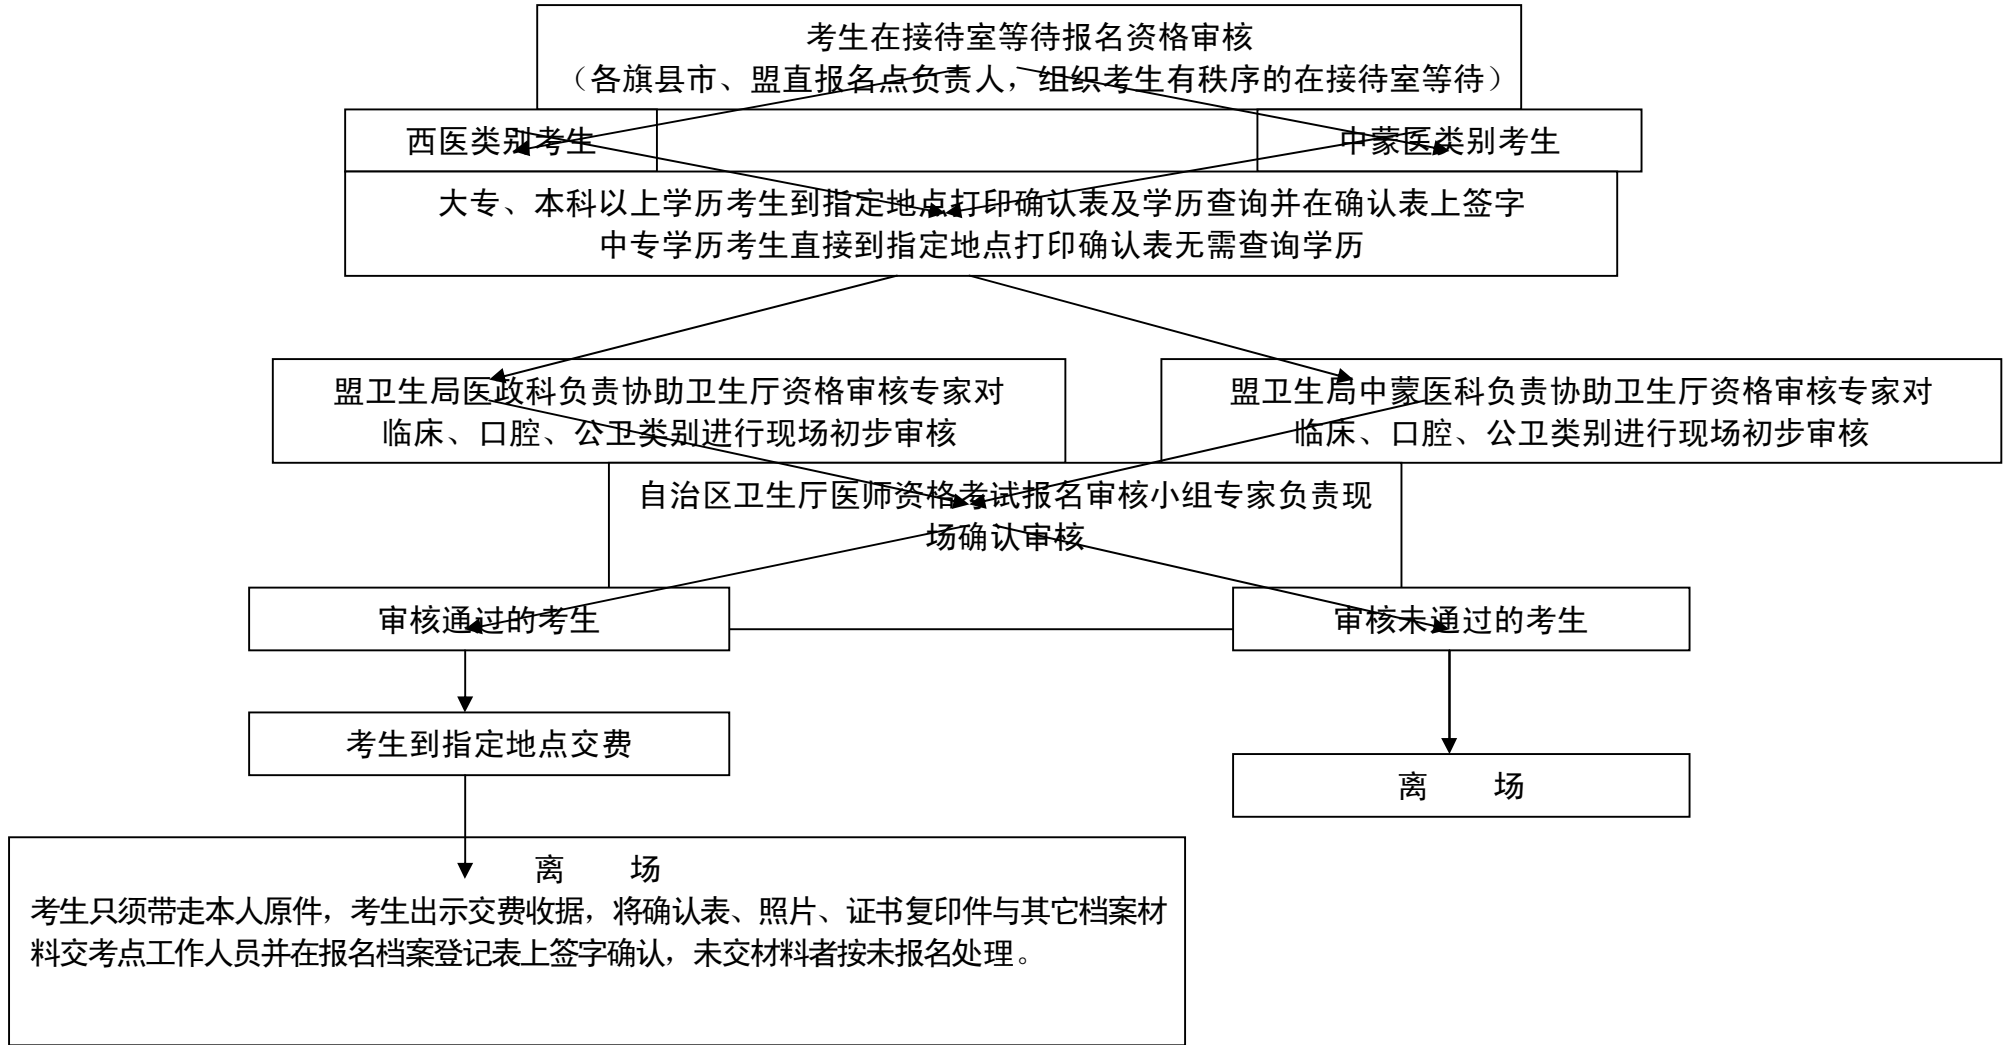 考生在接待室等待报名资格审核
（各旗县市、盟直报名点负责人，组织考生有秩序的在接待室等待）
西医类别考生
中蒙医类别考生
大专、本科以上学历考生到指定地点打印确认表及学历查询并在确认表上签字
中专学历考生直接到指定地点打印确认表无需查询学历
盟卫生局医政科负责协助卫生厅资格审核专家对
临床、口腔、公卫类别进行现场初步审核
盟卫生局中蒙医科负责协助卫生厅资格审核专家对
临床、口腔、公卫类别进行现场初步审核
自治区卫生厅医师资格考试报名审核小组专家负责现
场确认审核
审核通过的考生
审核未通过的考生
考生到指定地点交费
离　　场
离　　场
考生只须带走本人原件，考生出示交费收据，将确认表、照片、证书复印件与其它档案材
料交考点工作人员并在报名档案登记表上签字确认，未交材料者按未报名处理。